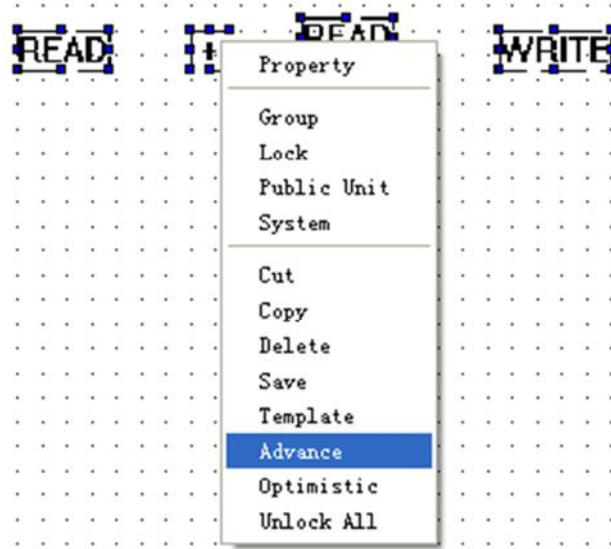 READ
+
READ
WRITE
Property
Group
Lock
Public Unit
System
Cut
Copy
Delete
Save
Template
Advance
Optimistic
Unlock All